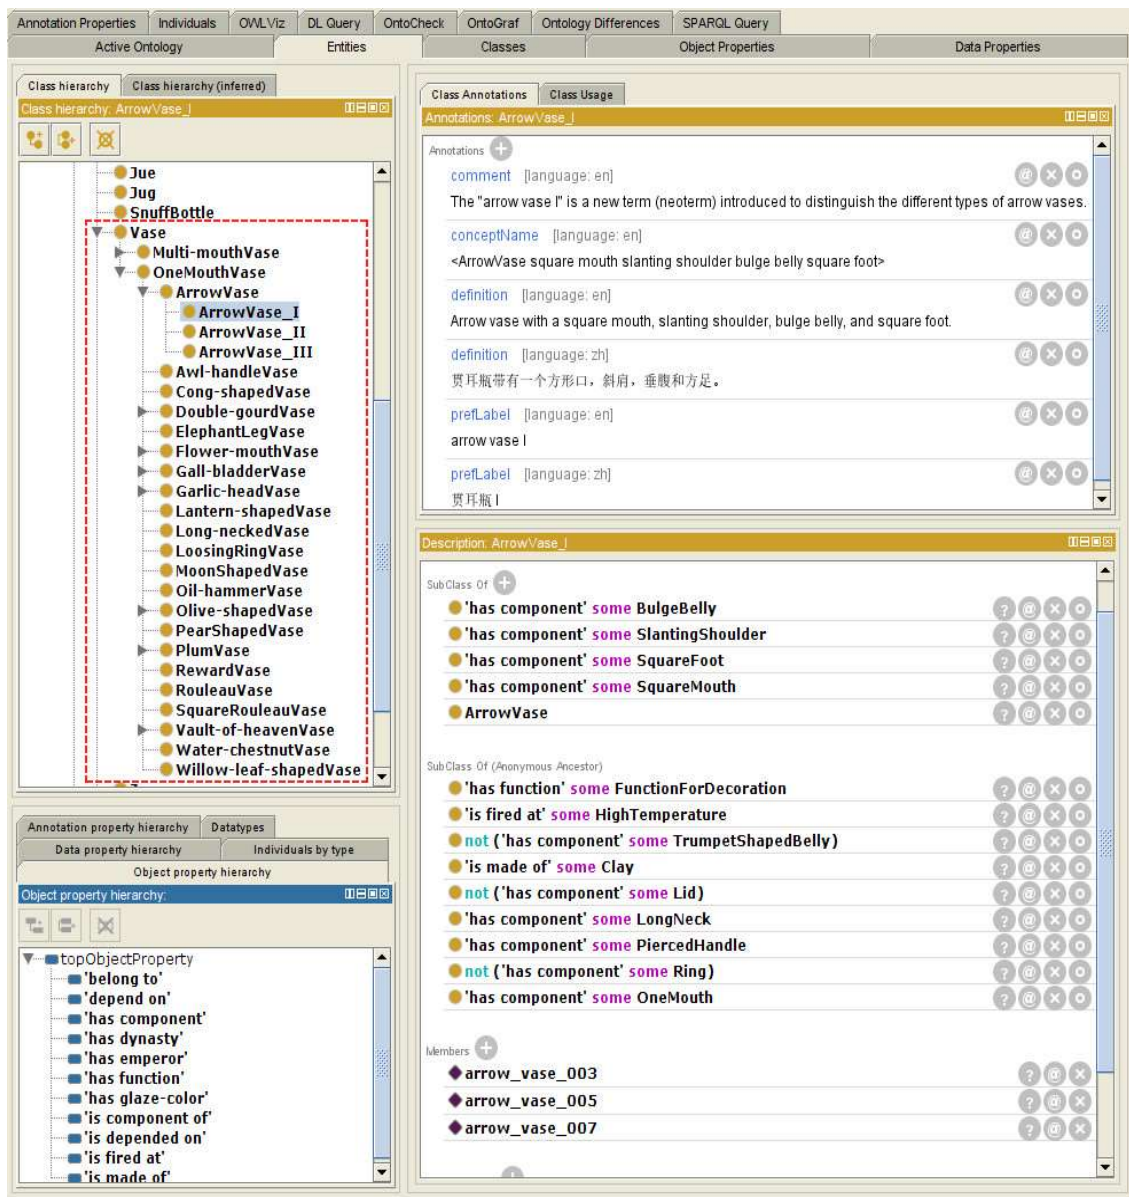 Annotation Properties Individuals OWLViz DL Query OntoCheck OntoGraf Ontology Differences SPARQL Query
Active Ontology Entities Classes Object Properties Data Properties
Class hierarchy Class hierarchy (inferred)
Class hierarchy: ArrowVase_I
Jue
Jug
SnuffBottle
Vase
Multi-mouthVase
OneMouthVase
ArrowVase
ArrowVase_I
ArrowVase_II
ArrowVase_III
Awl-handleVase
Cong-shapedVase
Double-gourdVase
ElephantLegVase
Flower-mouthVase
Gall-bladderVase
Garlic-headVase
Lantern-shapedVase
Long-neckedVase
LoosingRingVase
MoonShapedVase
Oil-hammerVase
Olive-shapedVase
PearShapedVase
PlumVase
RewardVase
RouleauVase
SquareRouleauVase
Vault-of-heavenVase
Water-chestnutVase
Willow-leaf-shapedVase
Annotation property hierarchy Datatypes
Data property hierarchy Individuals by type
Object property hierarchy
Object property hierarchy:
topObjectProperty
'belong to'
'depend on'
'has component'
'has dynasty'
'has emperor'
'has function'
'has glaze-color'
'is component of'
'is depended on'
'is fired at'
'is made of'
Class Annotations Class Usage
Annotations: ArrowVase_I
Annotations
comment [language: en]
The "arrow vase I" is a new term (neoterm) introduced to distinguish the different types of arrow vases.
conceptName [language: en]
<ArrowVase square mouth slanting shoulder bulge belly square foot>
definition [language: en]
Arrow vase with a square mouth, slanting shoulder, bulge belly, and square foot.
definition [language: zh]
贯耳瓶带有一个方形口，斜肩，垂腹和方足。
prefLabel [language: en]
arrow vase I
prefLabel [language: zh]
贯耳瓶 I
Description: ArrowVase_I
SubClass Of
'has component' some BulgeBelly
'has component' some SlantingShoulder
'has component' some SquareFoot
'has component' some SquareMouth
ArrowVase
SubClass Of (Anonymous Ancestor)
'has function' some FunctionForDecoration
'is fired at' some HighTemperature
not ('has component' some TrumpetShapedBelly)
'is made of' some Clay
not ('has component' some Lid)
'has component' some LongNeck
'has component' some PiercedHandle
not ('has component' some Ring)
'has component' some OneMouth
Members
arrow_vase_003
arrow_vase_005
arrow_vase_007